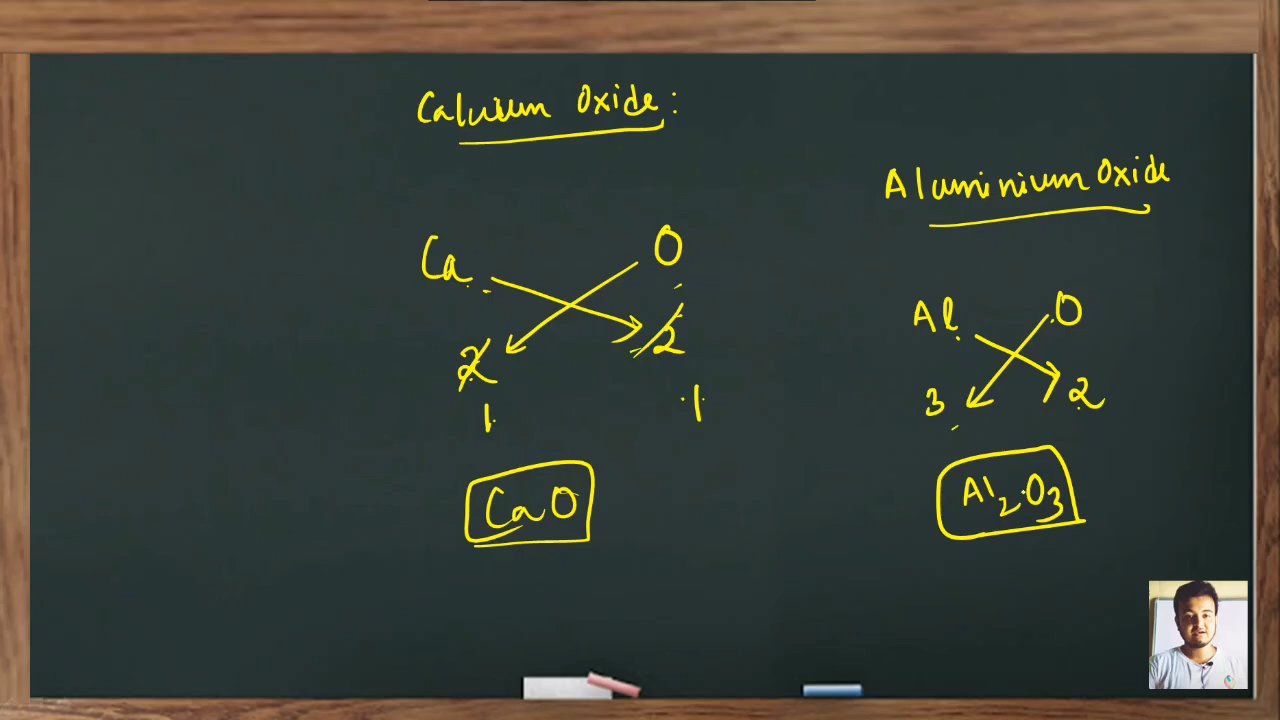 Calcium Oxide:
Ca O
2 2
1 1
CaO
Aluminium Oxide
Al O
3 2
Al2O3